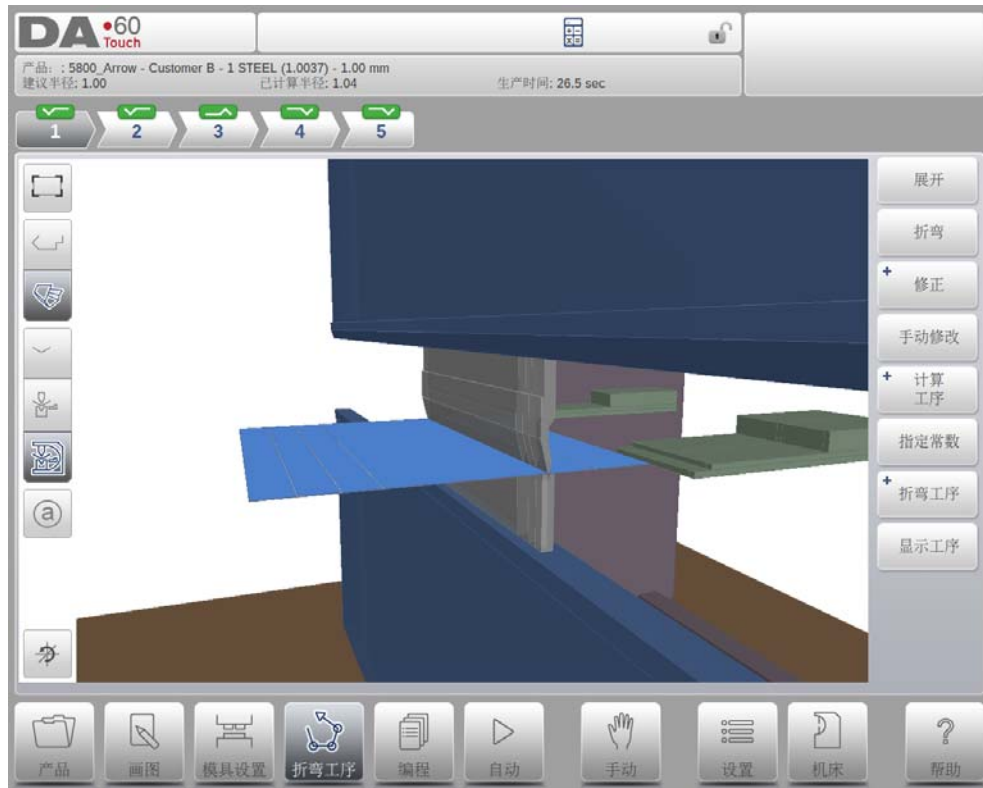 DA•60
Touch
产品: : 5800_Arrow - Customer B - 1 STEEL (1.0037) - 1.00 mm
建议半径: 1.00 已计算半径: 1.04 生产时间: 26.5 sec
1 2 3 4 5
展开
折弯
+ 修正
手动修改
+ 计算
工序
指定常数
+ 折弯工序
显示工序
a
产品 画图 模具设置 折弯工序 编程 自动 手动 设置 机床 帮助